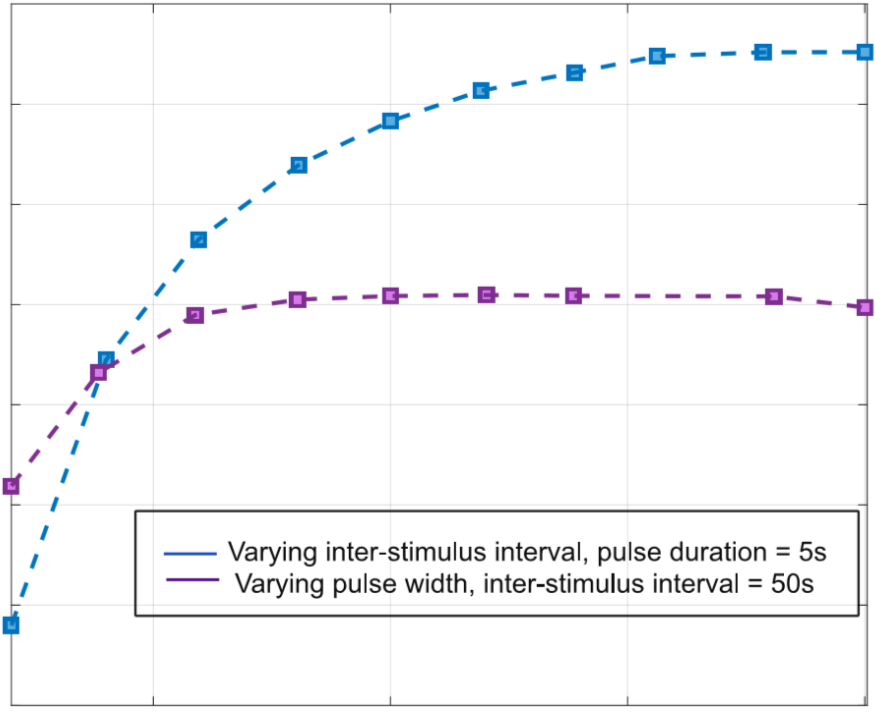 Varying inter-stimulus interval, pulse duration = 5s
Varying pulse width, inter-stimulus interval = 50s